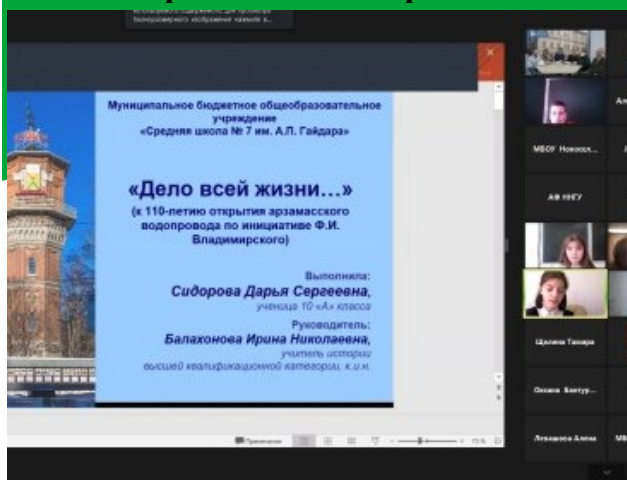 Муниципальное бюджетное общеобразовательное
учреждение
«Средняя школа № 7 им. А.П. Гайдара»
«Дело всей жизни…»
(к 110-летию открытия арзамасского
водопровода по инициативе Ф.И.
Владимирского)
Выполнила:
Сидорова Дарья Сергеевна,
ученица 10 «А» класса
Руководитель:
Балахонова Ирина Николаевна,
учитель истории
высшей квалификационной категории, к.и.н.
МБОУ
АФ ННГУ
Щелина Тамара
Оксана
Левашова Алена